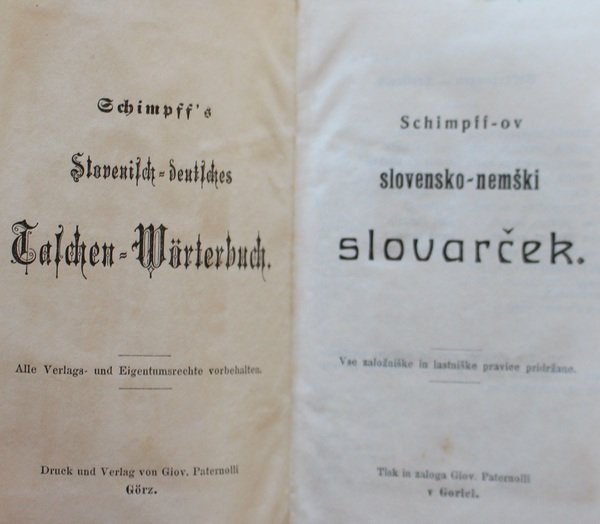 Schimpff's
Slovenisch-deutsches
Taschen-Wörterbuch.
Alle Verlags- und Eigentumsrechte vorbehalten.
Druck und Verlag von Giov. Paternolli
Görz.
Schimpff-ov
slovensko-nemški
slovarček.
Vse založniške in lastniške pravice pridržane.
Tisk in zaloga Giov. Paternolli
v Gorici.